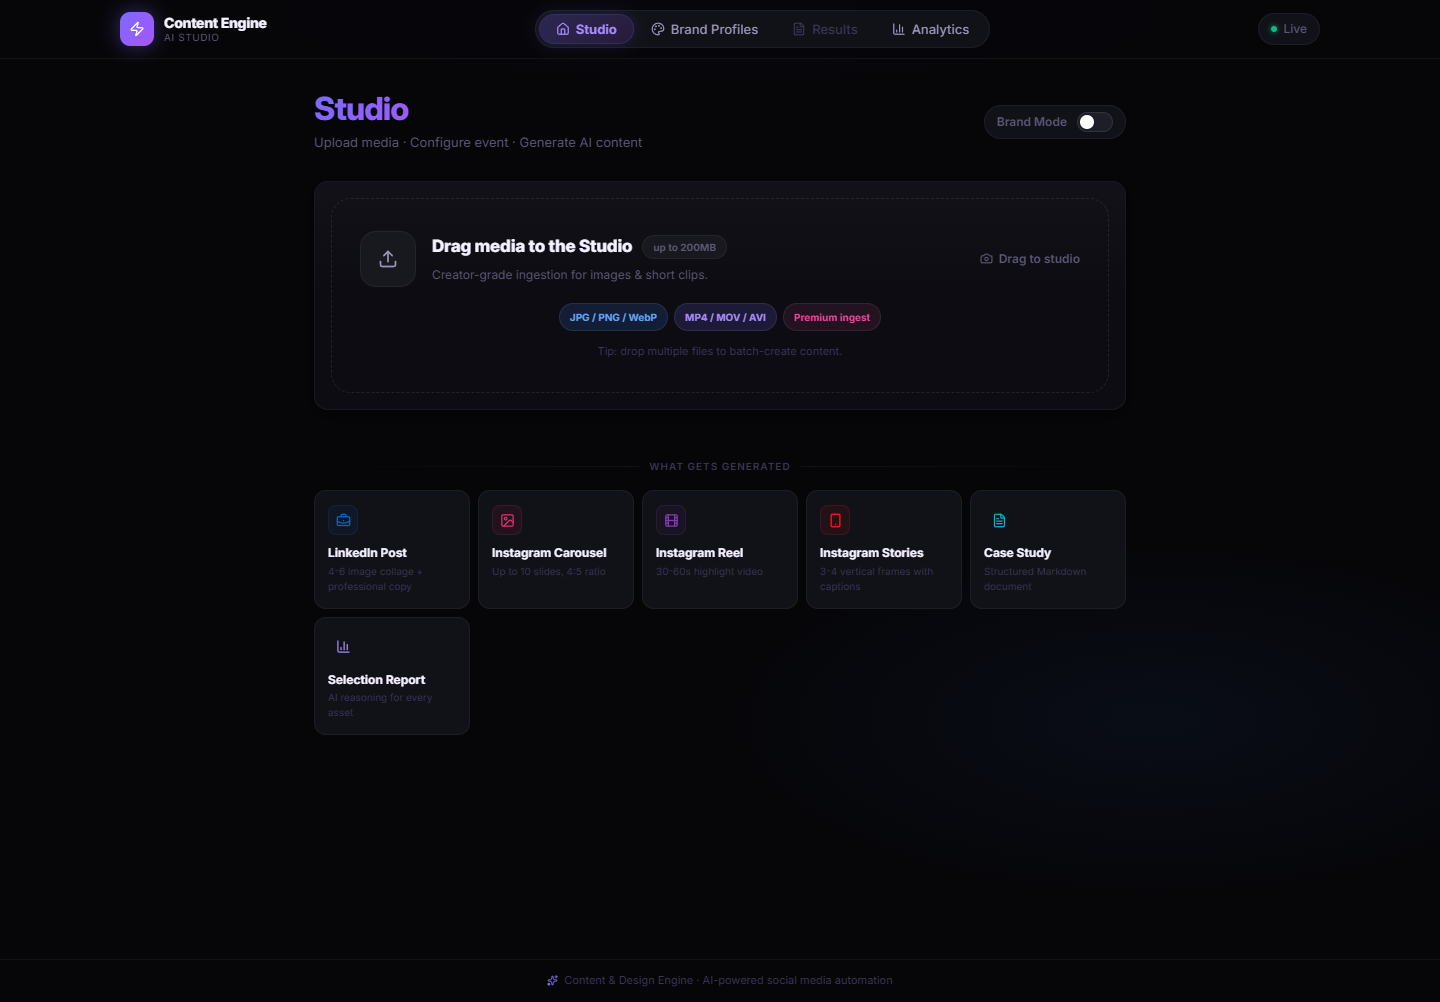 Content Engine
AI STUDIO
Studio
Brand Profiles
Results
Analytics
Live
Studio
Upload media · Configure event · Generate AI content
Brand Mode
Drag media to the Studio
up to 200MB
Creator-grade ingestion for images & short clips.
Drag to studio
JPG / PNG / WebP
MP4 / MOV / AVI
Premium ingest
Tip: drop multiple files to batch-create content.
WHAT GETS GENERATED
LinkedIn Post
4-6 image collage +
professional copy
Instagram Carousel
Up to 10 slides, 4:5 ratio
Instagram Reel
30-60s highlight video
Instagram Stories
3-4 vertical frames with
captions
Case Study
Structured Markdown
document
Selection Report
AI reasoning for every
asset
Content & Design Engine · AI-powered social media automation